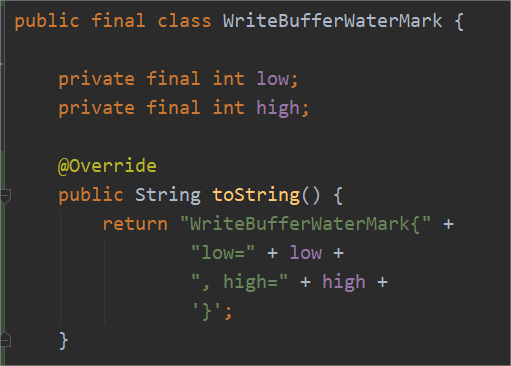 public final class WriteBufferWaterMark {
private final int low;
private final int high;
@Override
public String toString() {
return "WriteBufferWaterMark{" +
"low=" + low +
", high=" + high +
'}';
}